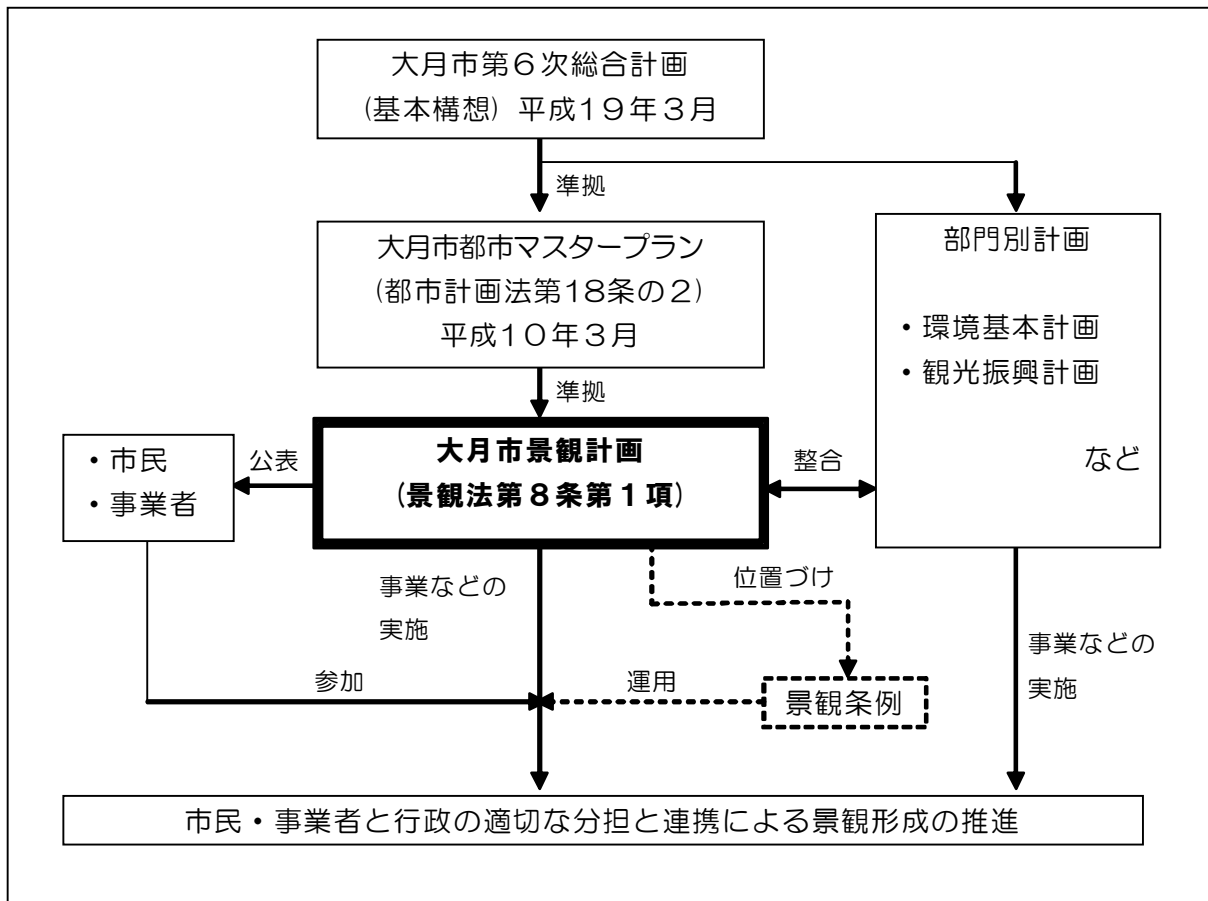 大月市第６次総合計画
(基本構想) 平成１９年３月
準拠
大月市都市マスタープラン
(都市計画法第18条の２)
平成１０年３月
部門別計画
・環境基本計画
・観光振興計画
など
準拠
大月市景観計画
(景観法第８条第１項)
公表
・市民
・事業者
整合
事業などの
実施
位置づけ
事業などの
実施
参加
運用
景観条例
市民・事業者と行政の適切な分担と連携による景観形成の推進